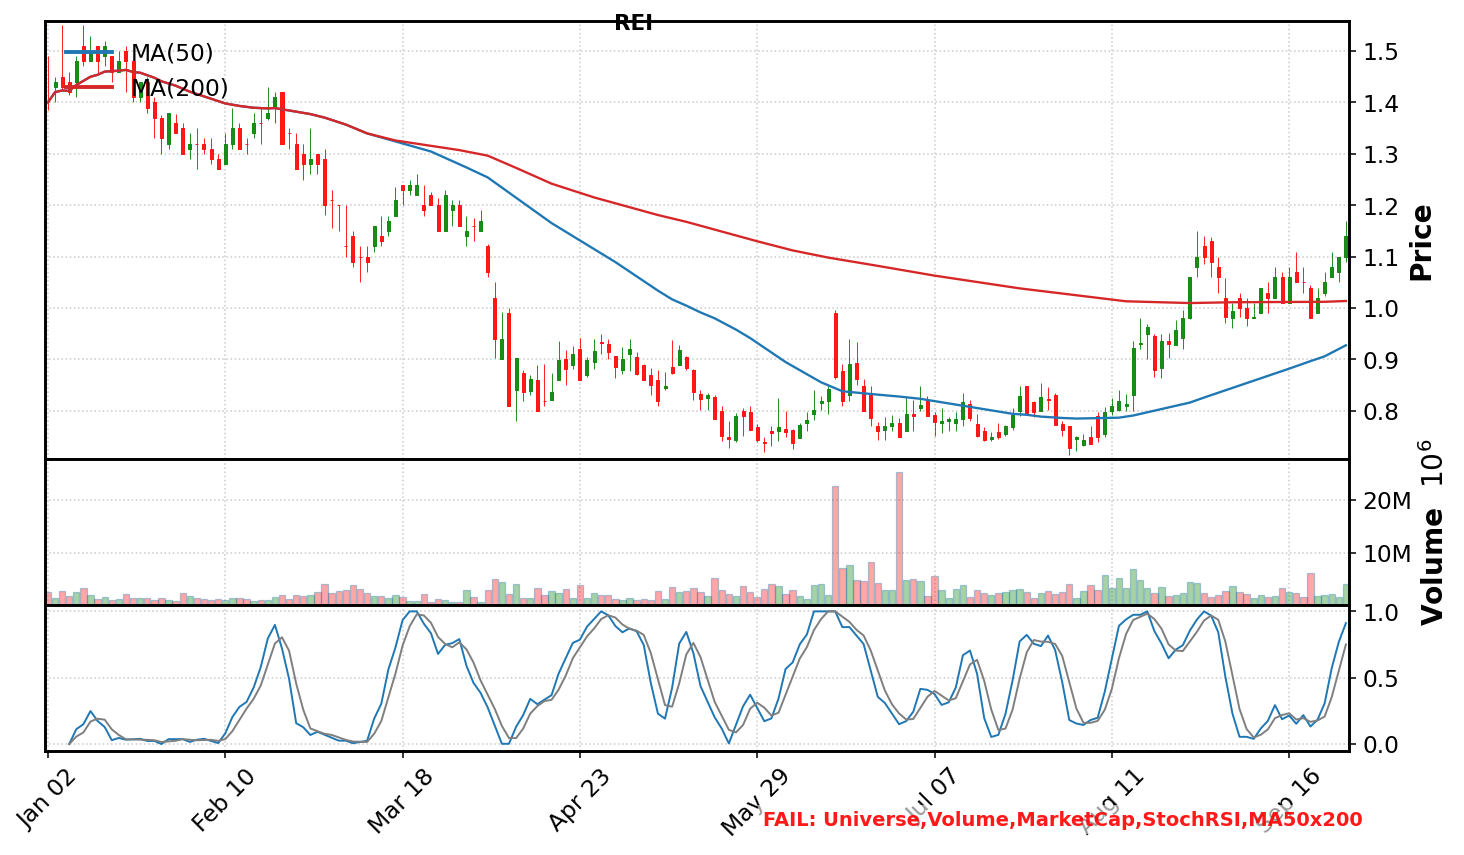 REI
MA(50)
MA(200)
1.5
1.4
1.3
1.2
1.1
1.0
0.9
0.8
Price
20M
10M
Volume 10^6
1.0
0.5
0.0
Jan 02
Feb 10
Mar 18
Apr 23
May 29
Jul 07
Aug 11
Sep 16
FAIL: Universe,Volume,Marketcap,StochRSI,MA50x200